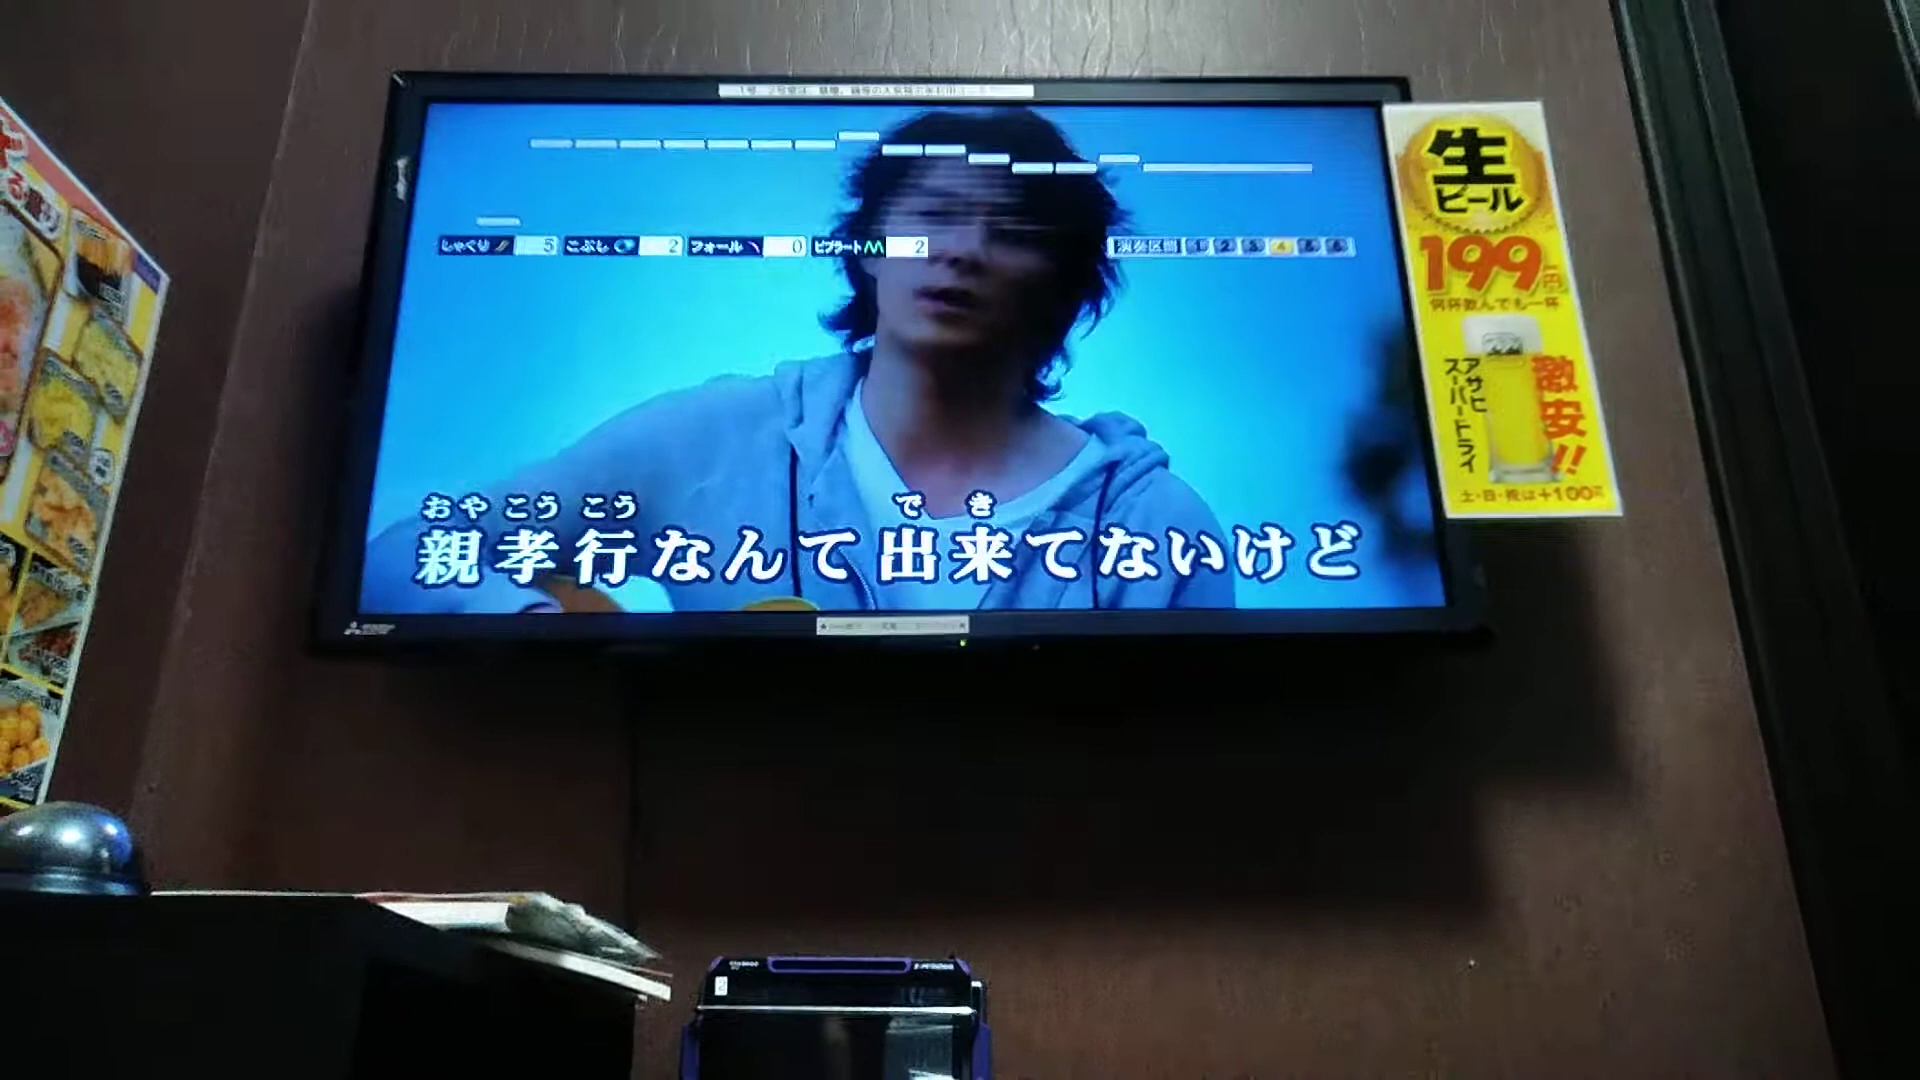 しゃくり 5 こぶし 2 フォール 0 ビブラート 2
演奏区間 1 2 3 4 5 6
おや こう こう で き
親孝行なんて出来てないけど
生
ビール
199円
何杯飲んでも一杯
アサヒ
スーパードライ
激安!!
土・日・祝は+100円